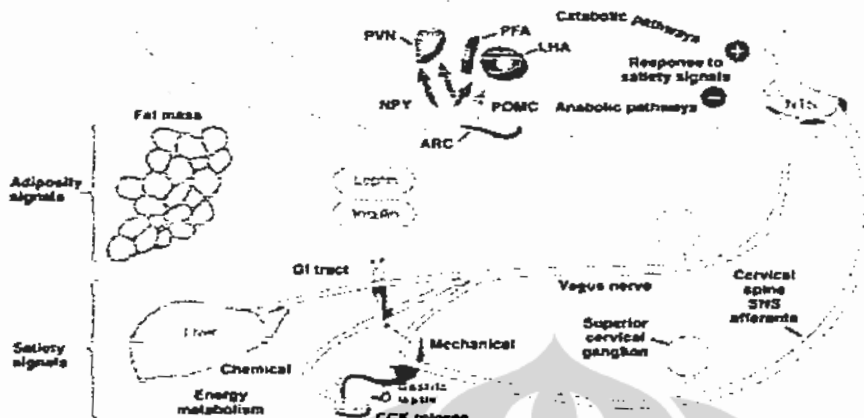 Catabolic pathways
PVN
PFA
LHA
Response to
satiety signals
NPY
POMC
Anabolic pathways
NTS
ARC
Fat mass
Adiposity
signals
Leptin
Insulin
GI tract
Vagus nerve
Cervical
spine
SNS
afferents
Liver
Superior
cervical
ganglion
Satiety
signals
Mechanical
Chemical
Energy
metabolism
Gastric
CCK release